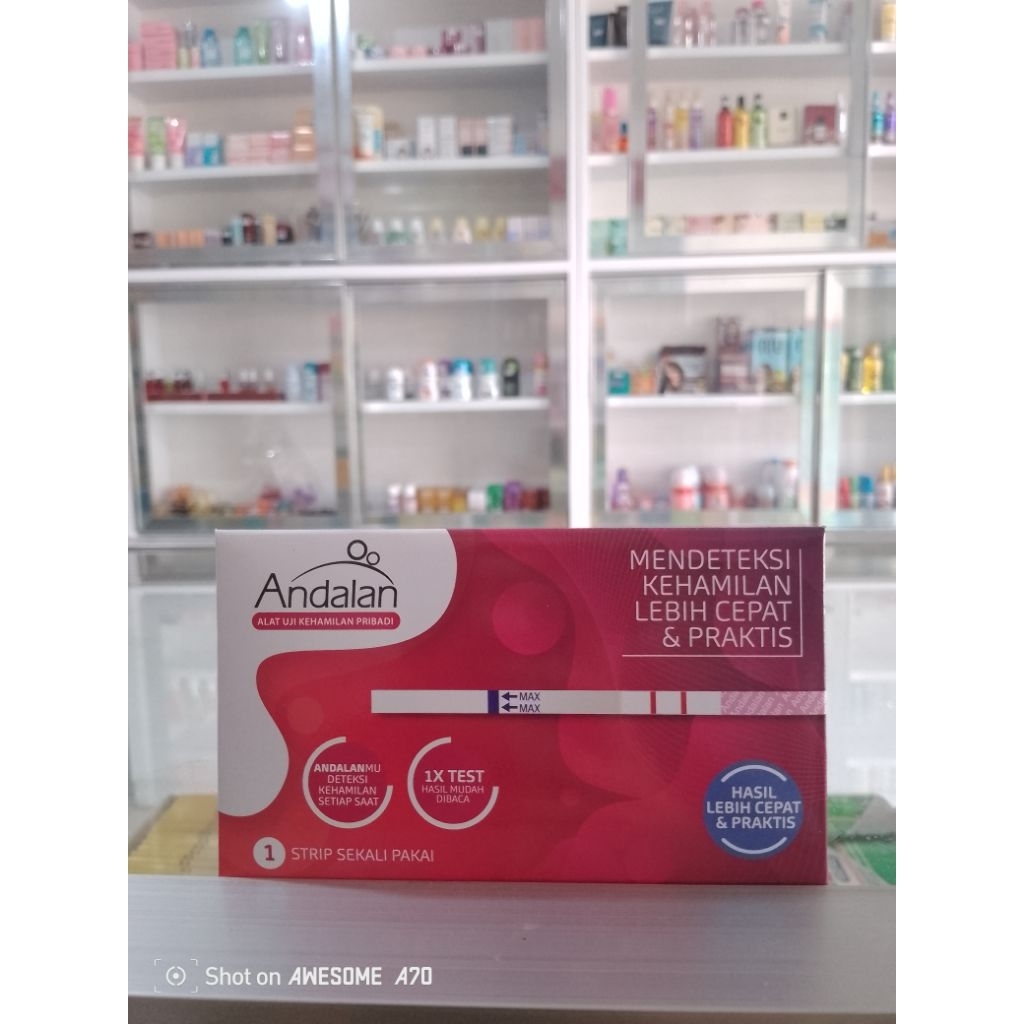 Andalan
ALAT UJI KEHAMILAN PRIBADI
MENDETEKSI
KEHAMILAN
LEBIH CEPAT
& PRAKTIS
MAX
MAX
ANDALANMU
DETEKSI
KEHAMILAN
SETIAP SAAT
1X TEST
HASIL MUDAH
DIBACA
HASIL
LEBIH CEPAT
& PRAKTIS
1 STRIP SEKALI PAKAI
Shot on AWESOME A70